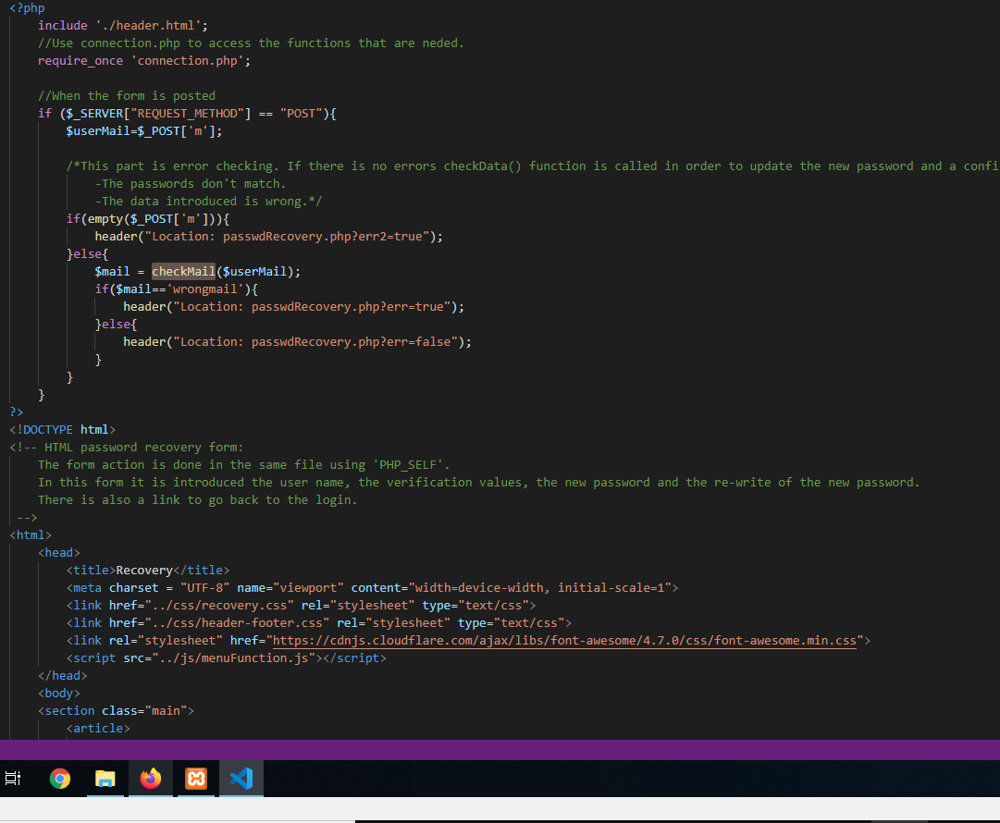 <?php
include './header.html';
//Use connection.php to access the functions that are neded.
require_once 'connection.php';
//When the form is posted
if ($_SERVER["REQUEST_METHOD"] == "POST"){
$userMail=$_POST['m'];
/*This part is error checking. If there is no errors checkData() function is called in order to update the new password and a confi
-The passwords don't match.
-The data introduced is wrong.*/
if(empty($_POST['m'])){
header("Location: passwdRecovery.php?err2=true");
}else{
$mail = checkMail($userMail);
if($mail=='wrongmail'){
header("Location: passwdRecovery.php?err=true");
}else{
header("Location: passwdRecovery.php?err=false");
}
}
}
?>
<!DOCTYPE html>
<!-- HTML password recovery form:
The form action is done in the same file using 'PHP_SELF'.
In this form it is introduced the user name, the verification values, the new password and the re-write of the new password.
There is also a link to go back to the login.
-->
<html>
<head>
<title>Recovery</title>
<meta charset = "UTF-8" name="viewport" content="width=device-width, initial-scale=1">
<link href="../css/recovery.css" rel="stylesheet" type="text/css">
<link href="../css/header-footer.css" rel="stylesheet" type="text/css">
<link rel="stylesheet" href="https://cdnjs.cloudflare.com/ajax/libs/font-awesome/4.7.0/css/font-awesome.min.css">
<script src="../js/menuFunction.js"></script>
</head>
<body>
<section class="main">
<article>